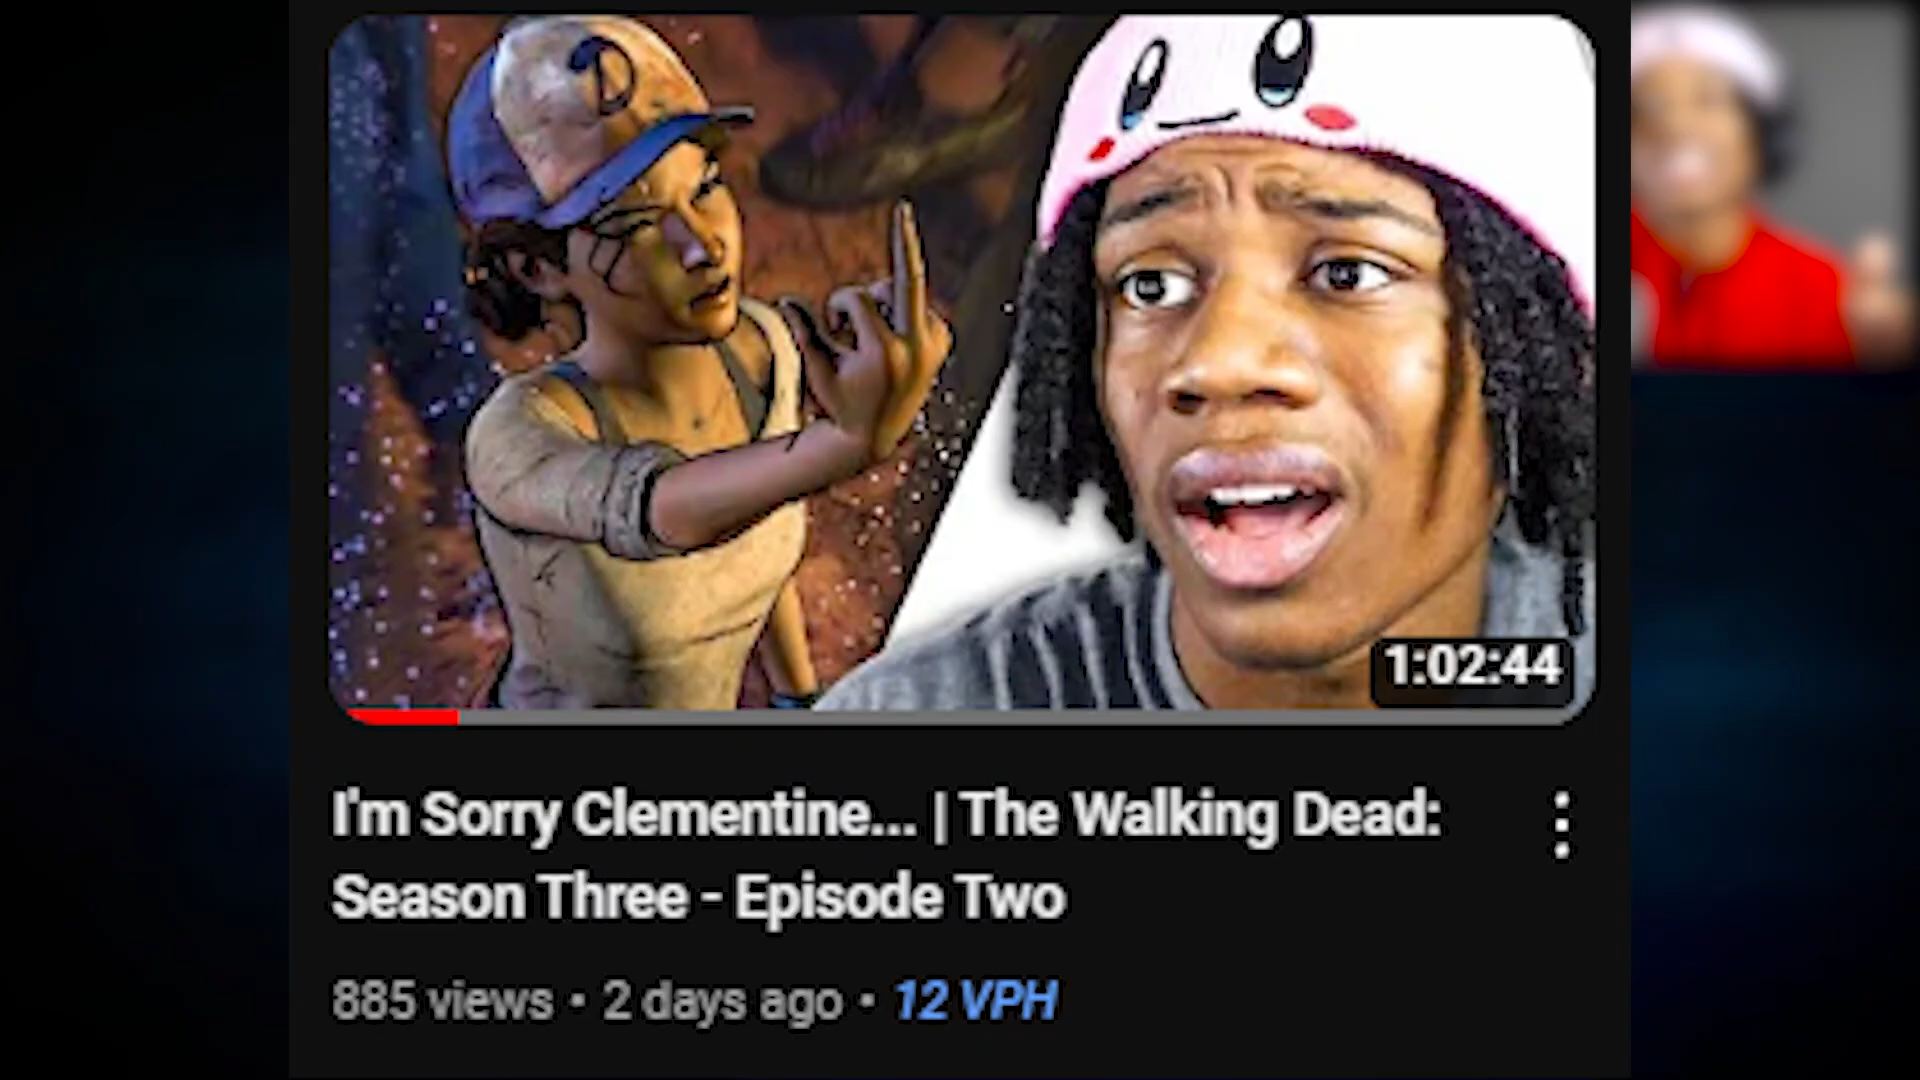 D
1:02:44
I'm Sorry Clementine... | The Walking Dead:
Season Three - Episode Two
885 views • 2 days ago • 12 VPH